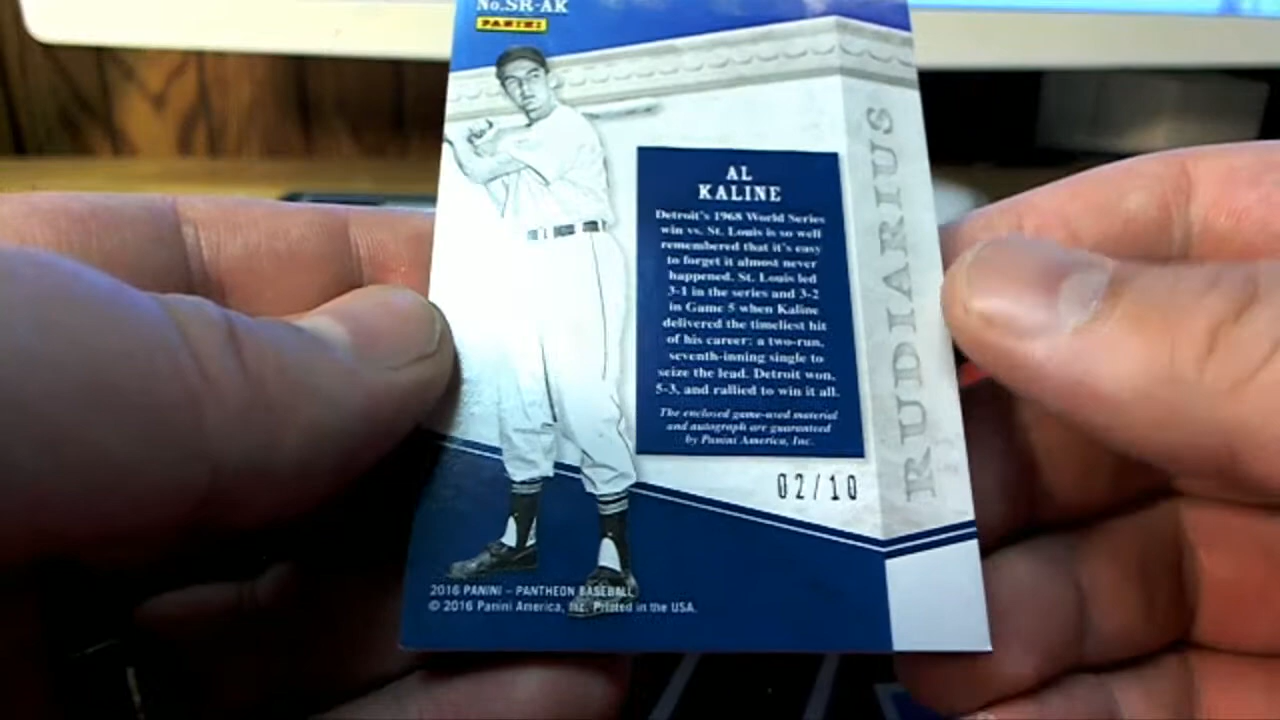 No.SR-AK
PANINI
AL
KALINE
Detroit's 1968 World Series
win vs. St. Louis is so well
remembered that it's easy
to forget it almost never
happened. St. Louis led
3-1 in the series and 3-2
in Game 5 when Kaline
delivered the timeliest hit
of his career: a two-run,
seventh-inning single to
seize the lead. Detroit won,
5-3, and rallied to win it all.
The enclosed game-used material
and autograph are guaranteed
by Panini America, Inc.
02/10
RUDIARIUS
2016 PANINI – PANTHEON BASEBALL
© 2016 Panini America, Inc. Printed in the USA.